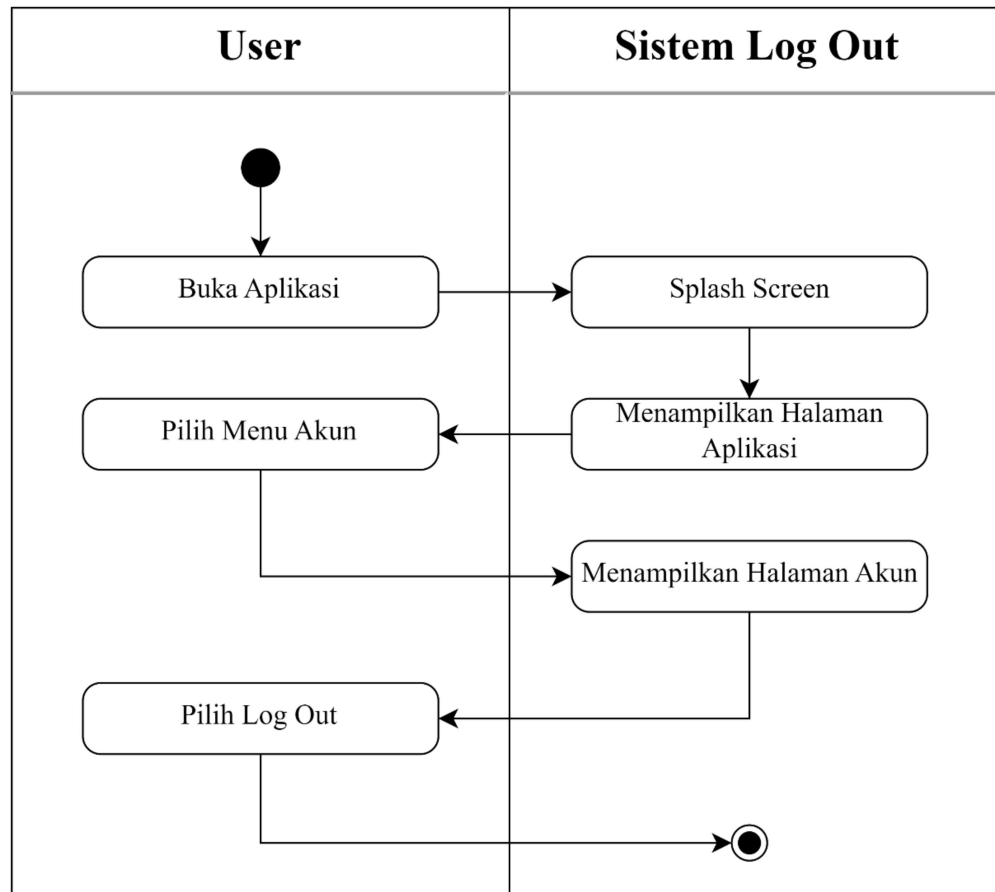 User
Sistem Log Out
Buka Aplikasi
Splash Screen
Menampilkan Halaman
Aplikasi
Pilih Menu Akun
Menampilkan Halaman Akun
Pilih Log Out